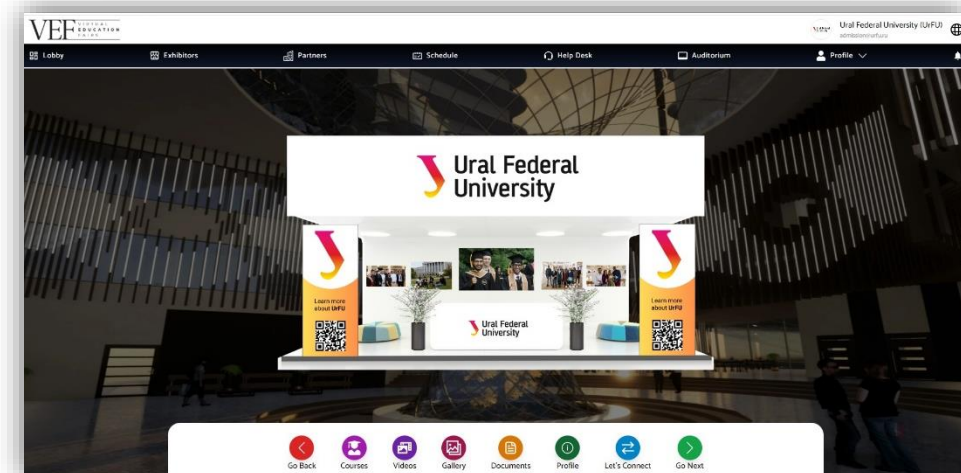 VEF VIRTUAL
EDUCATION
FAIRS
Ural Federal University (UrFU)
Lobby
Exhibitors
Partners
Schedule
Help Desk
Auditorium
Profile
Ural Federal
University
Learn more
about UrFU
Ural Federal
University
Learn more
about UrFU
Go Back
Courses
Videos
Gallery
Documents
Profile
Let's Connect
Go Next